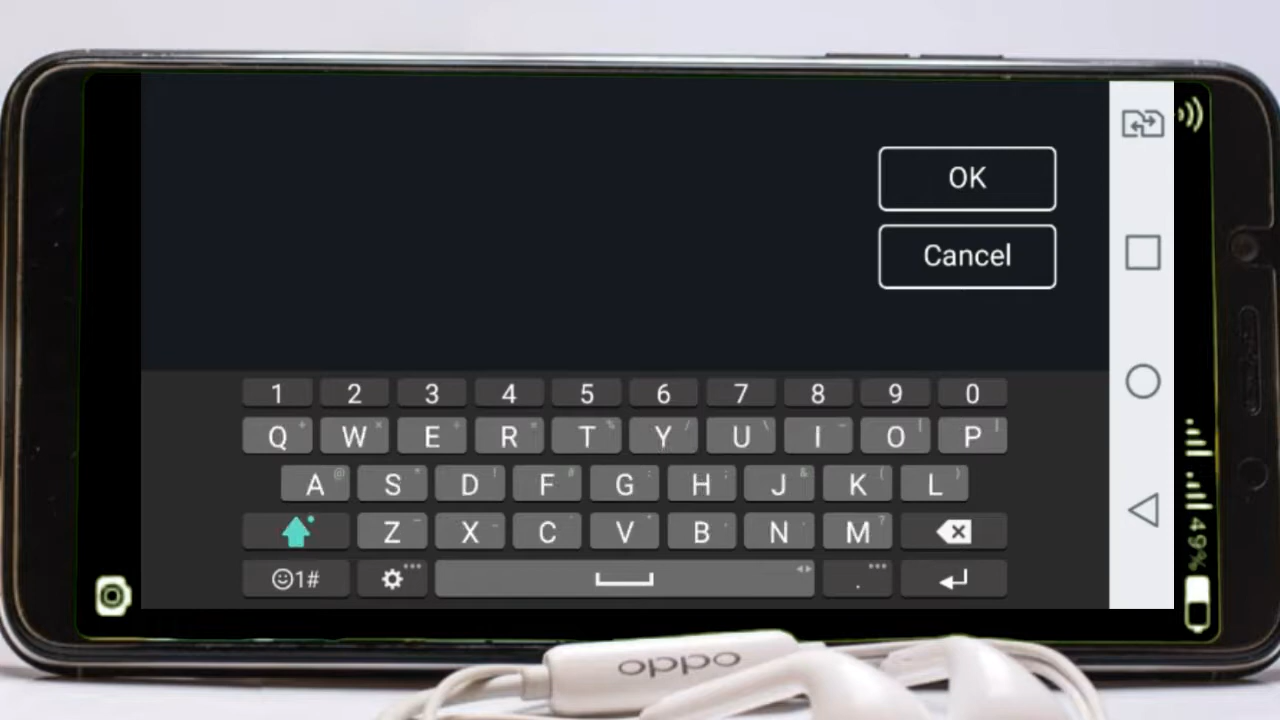 OK
Cancel
1 2 3 4 5 6 7 8 9 0
Q W E R T Y U I O P
A S D F G H J K L
Z X C V B N M
1# .
49%
oppo